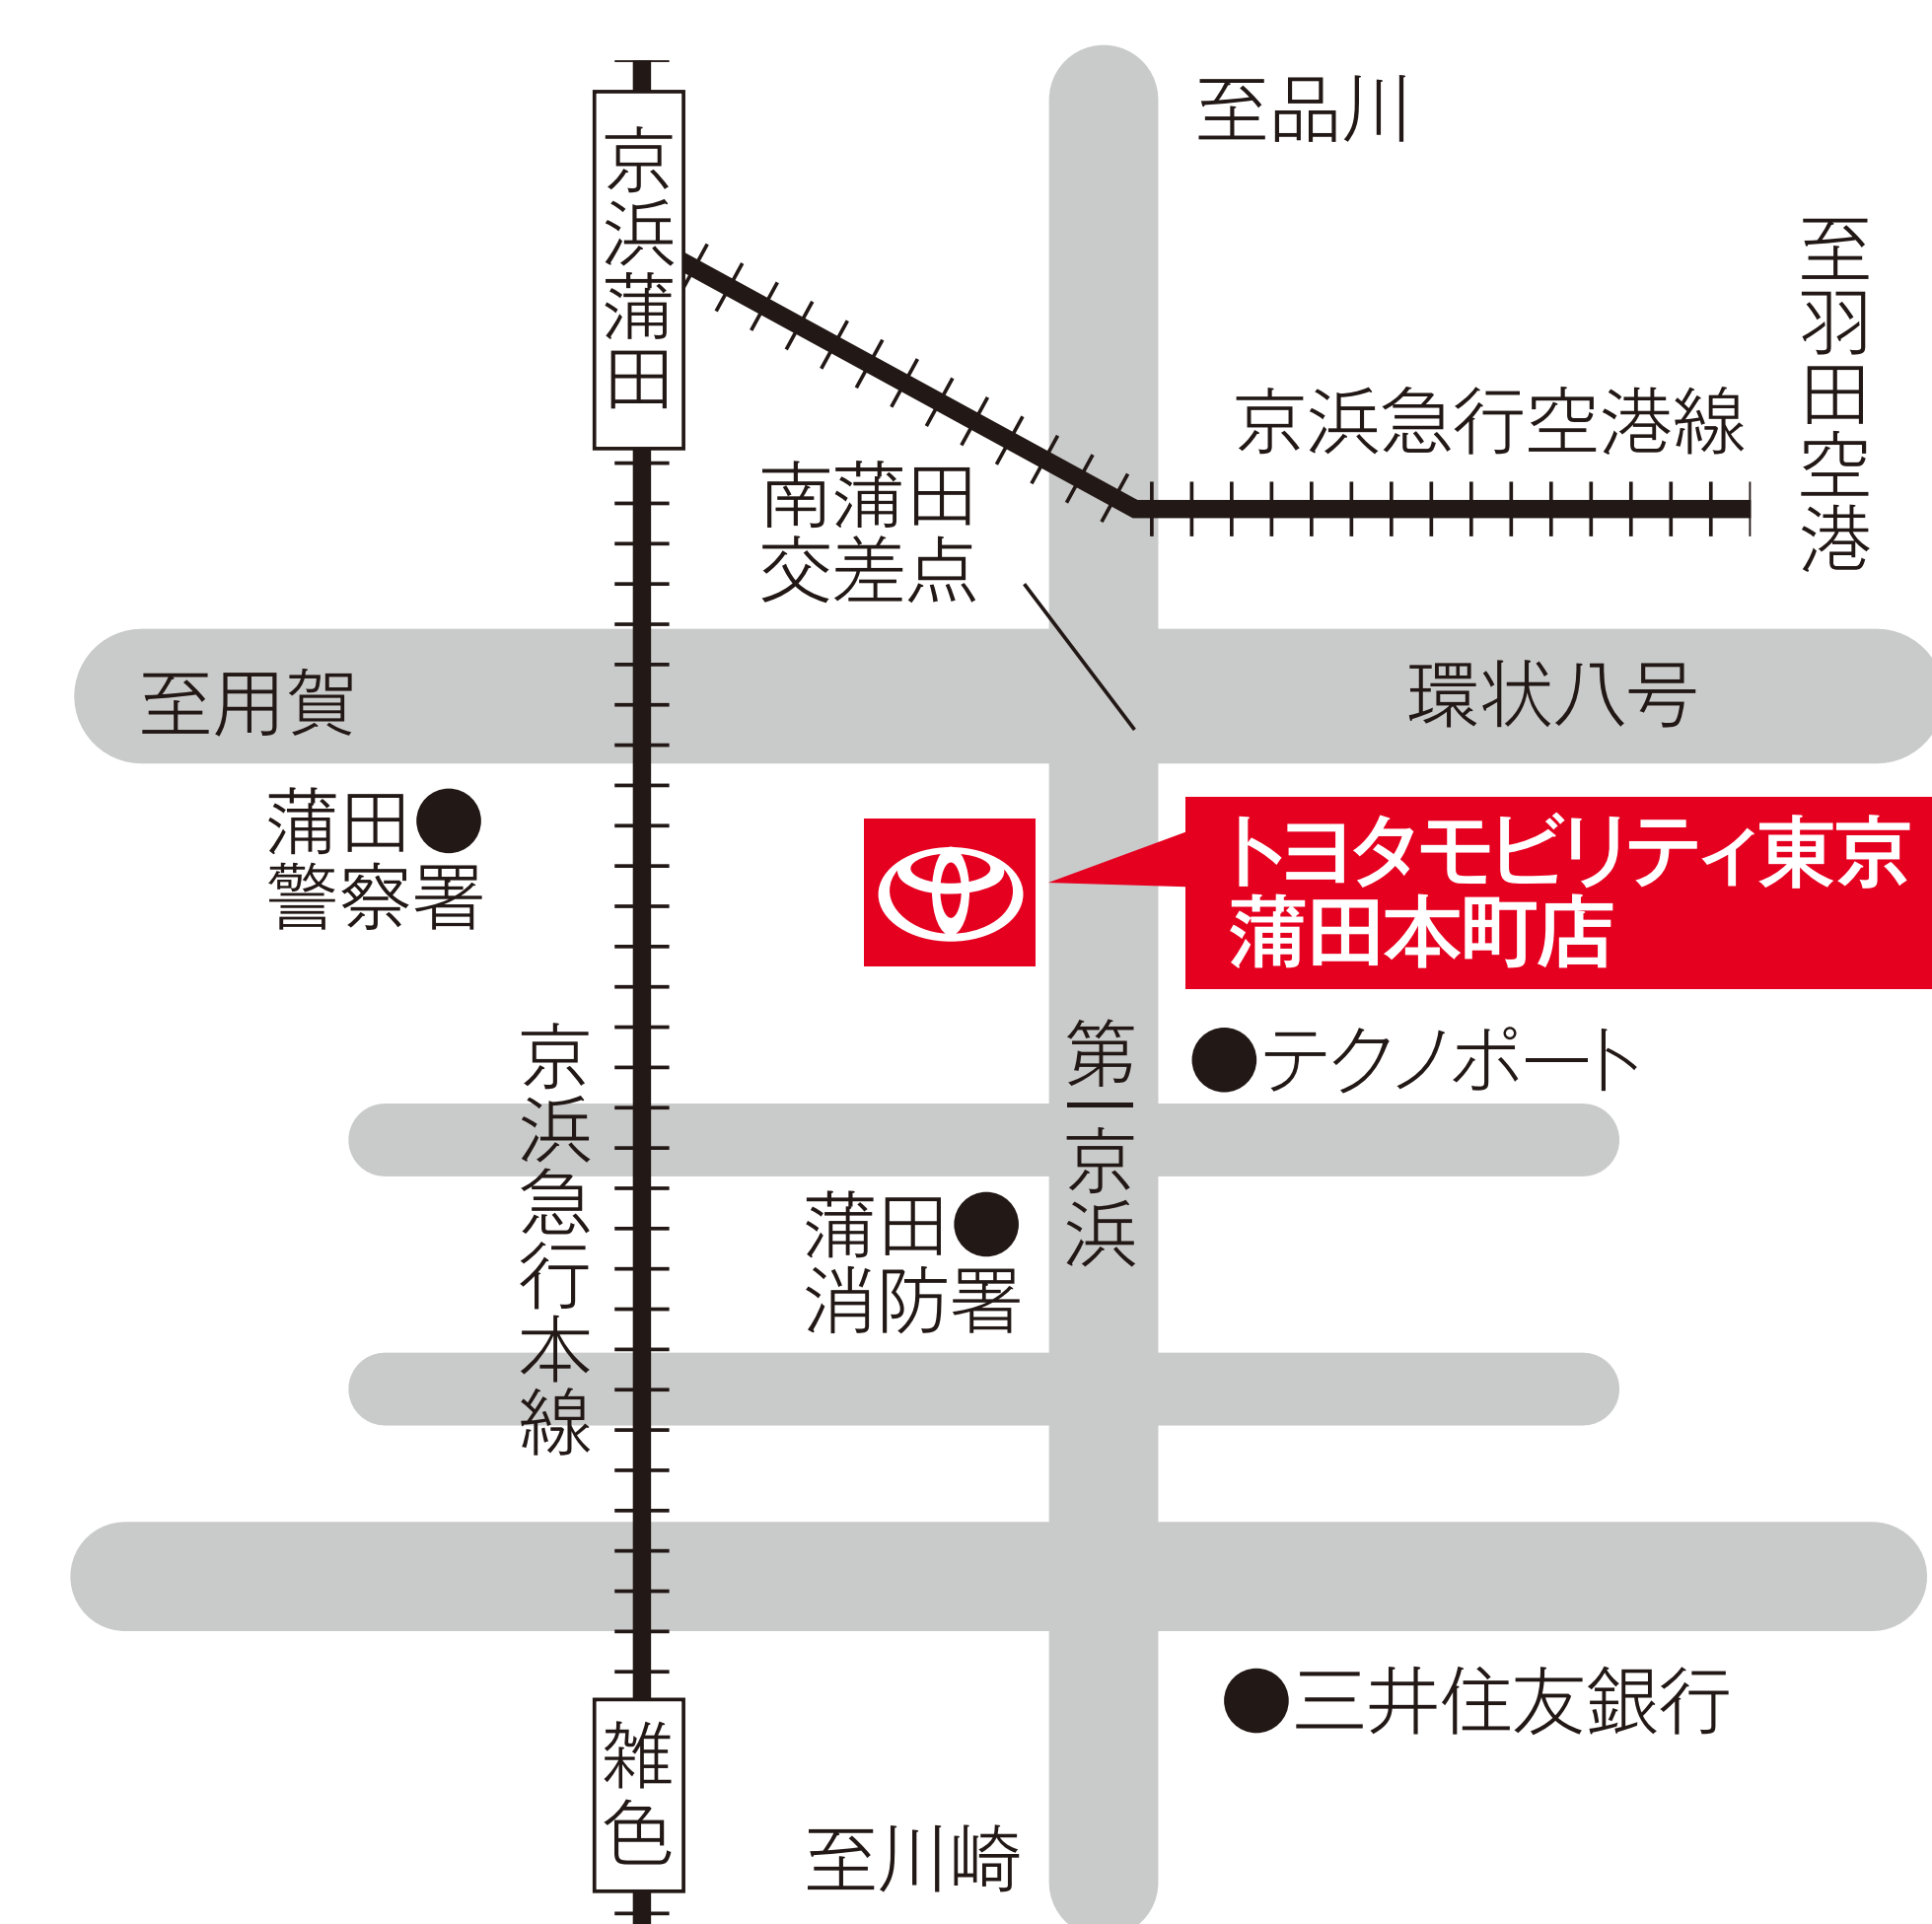 至品川
京浜蒲田
至羽田空港
京浜急行空港線
南蒲田
交差点
至用賀
環状八号
蒲田●
警察署
トヨタモビリティ東京
蒲田本町店
●テクノポート
第一京浜
京浜急行本線
蒲田●
消防署
●三井住友銀行
雑色
至川崎